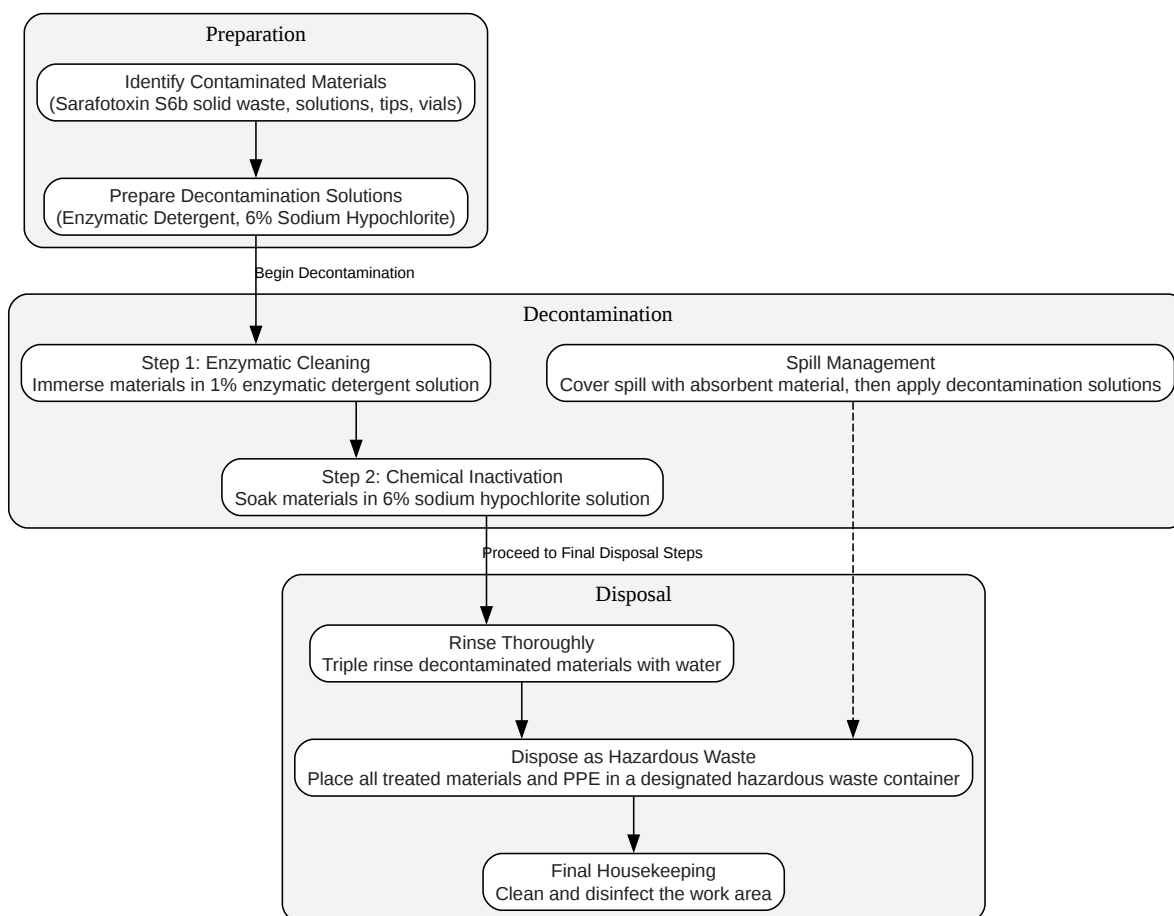 Preparation
Identify Contaminated Materials
(Sarafotoxin S6b solid waste, solutions, tips, vials)
Prepare Decontamination Solutions
(Enzymatic Detergent, 6% Sodium Hypochlorite)
Begin Decontamination
Decontamination
Step 1: Enzymatic Cleaning
Immerse materials in 1% enzymatic detergent solution
Spill Management
Cover spill with absorbent material, then apply decontamination solutions
Step 2: Chemical Inactivation
Soak materials in 6% sodium hypochlorite solution
Proceed to Final Disposal Steps
Disposal
Rinse Thoroughly
Triple rinse decontaminated materials with water
Dispose as Hazardous Waste
Place all treated materials and PPE in a designated hazardous waste container
Final Housekeeping
Clean and disinfect the work area